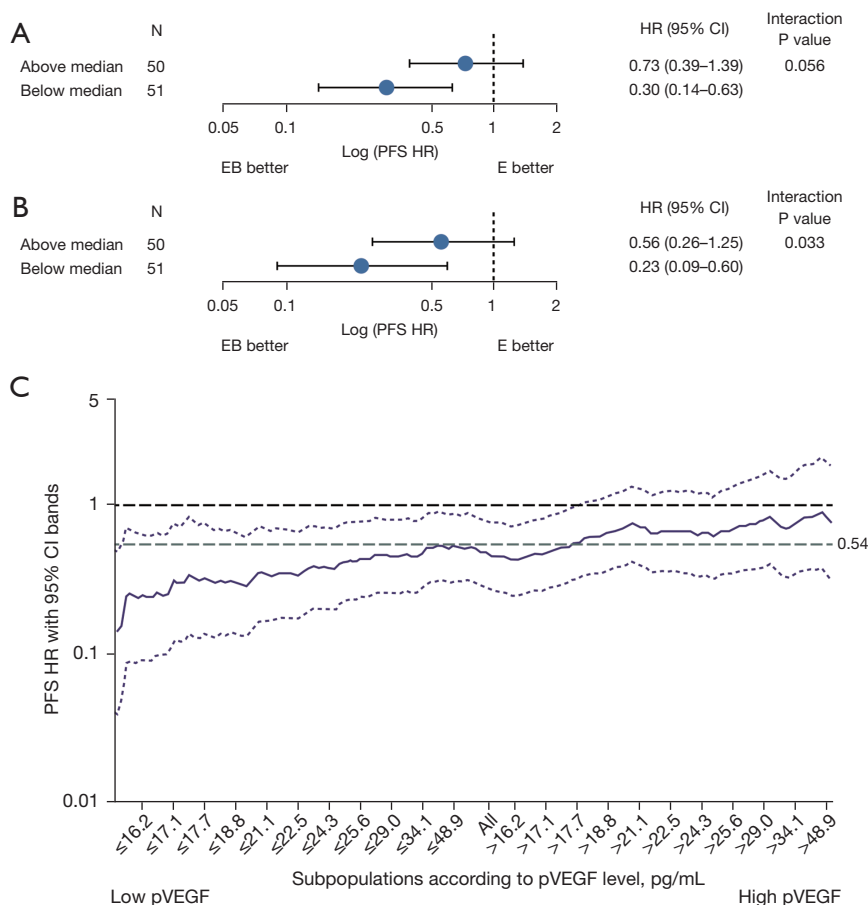 A
N
HR (95% CI)
Interaction
P value
Above median 50 0.73 (0.39–1.39) 0.056
Below median 51 0.30 (0.14–0.63)
0.05 0.1 0.5 1 2
Log (PFS HR)
EB better E better
B
N
HR (95% CI)
Interaction
P value
Above median 50 0.56 (0.26–1.25) 0.033
Below median 51 0.23 (0.09–0.60)
0.05 0.1 0.5 1 2
Log (PFS HR)
EB better E better
C
PFS HR with 95% CI bands
5
1
0.54
0.1
0.01
≤16.2 ≤17.1 ≤17.7 ≤18.8 ≤21.1 ≤22.5 ≤24.3 ≤25.6 ≤29.0 ≤34.1 ≤48.9 All >16.2 >17.1 >17.7 >18.8 >21.1 >22.5 >24.3 >25.6 >29.0 >34.1 >48.9
Subpopulations according to pVEGF level, pg/mL
Low pVEGF High pVEGF